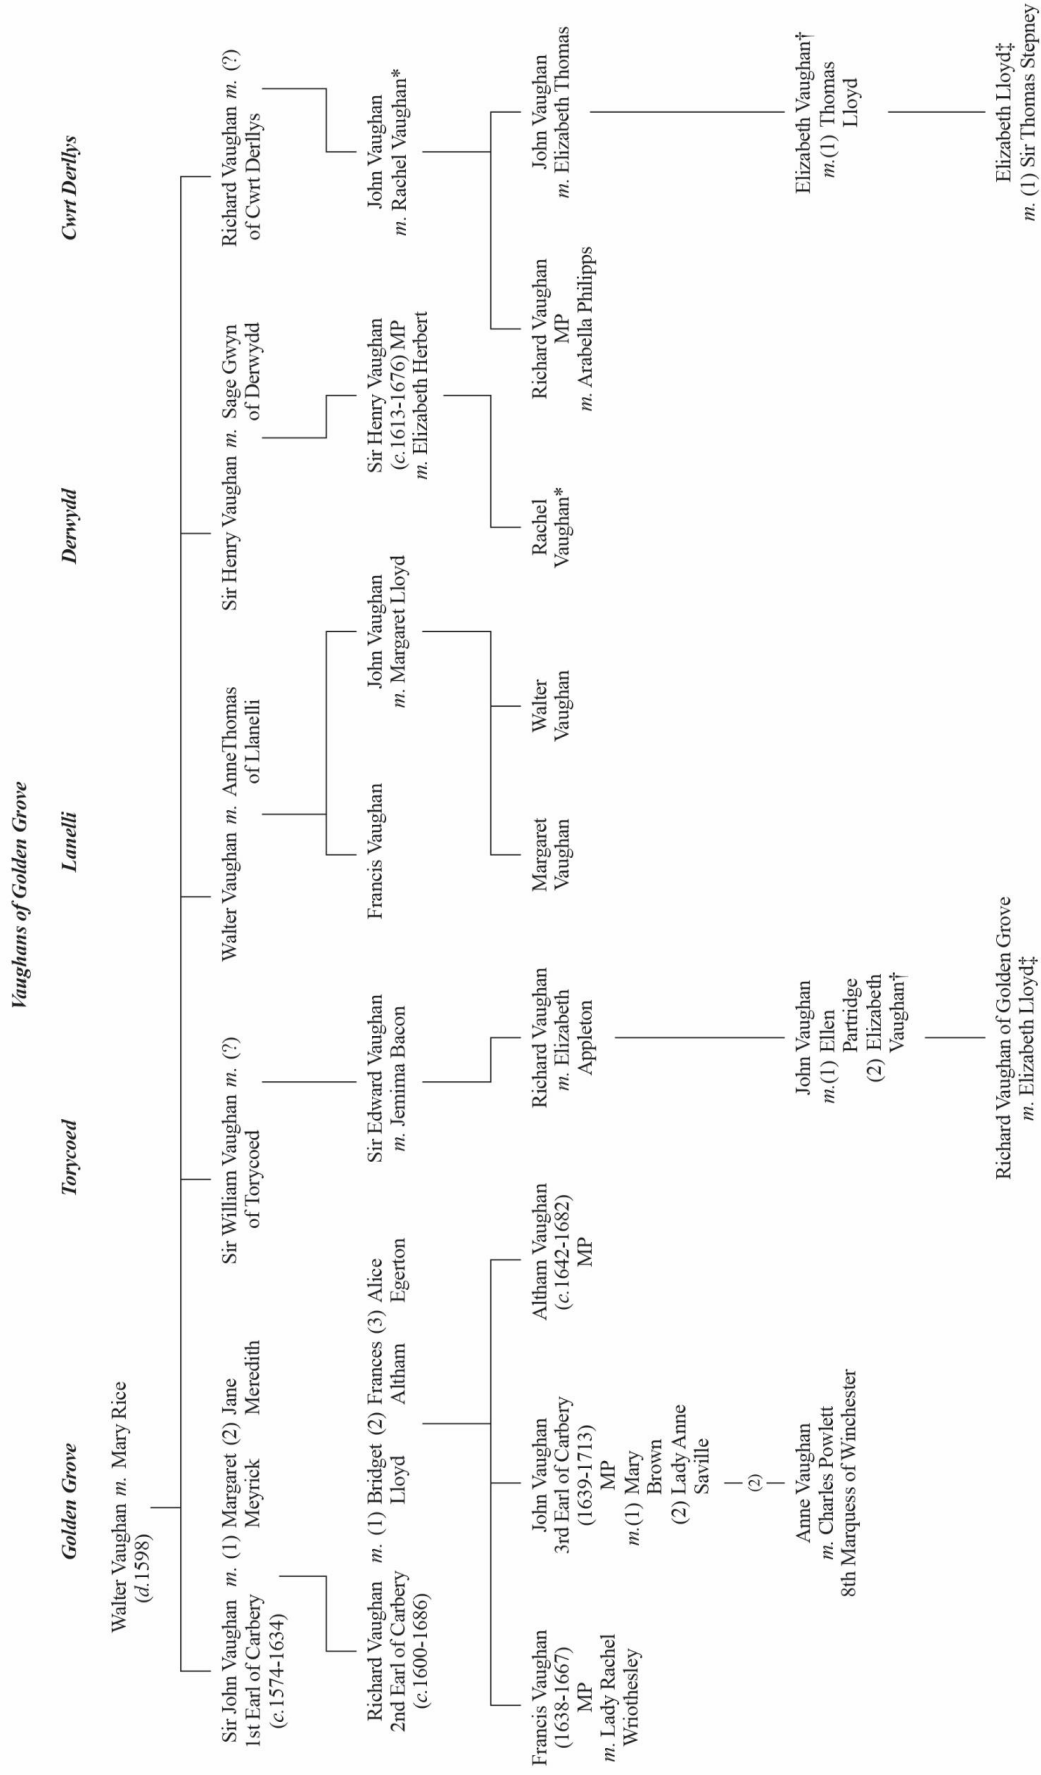 Vaughans of Golden Grove
Golden Grove
Torycoed
Lanelli
Derwydd
Cwrt Derllys
Walter Vaughan m. Mary Rice
(d.1598)
Sir John Vaughan m. (1) Margaret (2) Jane
1st Earl of Carbery Meyrick Meredith
(c.1574-1634)
Sir William Vaughan m. (?)
of Torycoed
Walter Vaughan m. AnneThomas
of Llanelli
Sir Henry Vaughan m. Sage Gwyn
of Derwydd
Richard Vaughan m. (?)
of Cwrt Derllys
Richard Vaughan m. (1) Bridget (2) Frances (3) Alice
2nd Earl of Carbery Lloyd Altham Egerton
(c.1600-1686)
Sir Edward Vaughan
m. Jemima Bacon
Francis Vaughan
John Vaughan
m. Margaret Lloyd
Sir Henry Vaughan
(c.1613-1676) MP
m. Elizabeth Herbert
John Vaughan
m. Rachel Vaughan*
Francis Vaughan
(1638-1667)
MP
m. Lady Rachel
Wriothesley
John Vaughan
3rd Earl of Carbery
(1639-1713)
MP
m.(1) Mary
Brown
(2) Lady Anne
Saville
Altham Vaughan
(c.1642-1682)
MP
Richard Vaughan
m. Elizabeth
Appleton
Margaret
Vaughan
Walter
Vaughan
Rachel
Vaughan*
Richard Vaughan
MP
m. Arabella Philipps
John Vaughan
m. Elizabeth Thomas
(2)
Anne Vaughan
m. Charles Powlett
8th Marquess of Winchester
John Vaughan
m.(1) Ellen
Partridge
(2) Elizabeth
Vaughan†
Elizabeth Vaughan†
m.(1) Thomas
Lloyd
Richard Vaughan of Golden Grove
m. Elizabeth Lloyd‡
Elizabeth Lloyd‡
m. (1) Sir Thomas Stepney